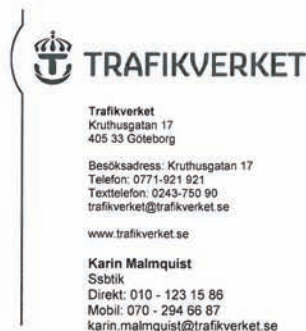 TRAFIKVERKET
Trafikverket
Kruthusgatan 17
405 33 Göteborg
Besöksadress: Kruthusgatan 17
Telefon: 0771-921 921
Texttelefon: 0243-750 90
trafikverket@trafikverket.se
www.trafikverket.se
Karin Malmquist
Ssbtik
Direkt: 010 - 123 15 86
Mobil: 070 - 294 66 87
karin.malmquist@trafikverket.se